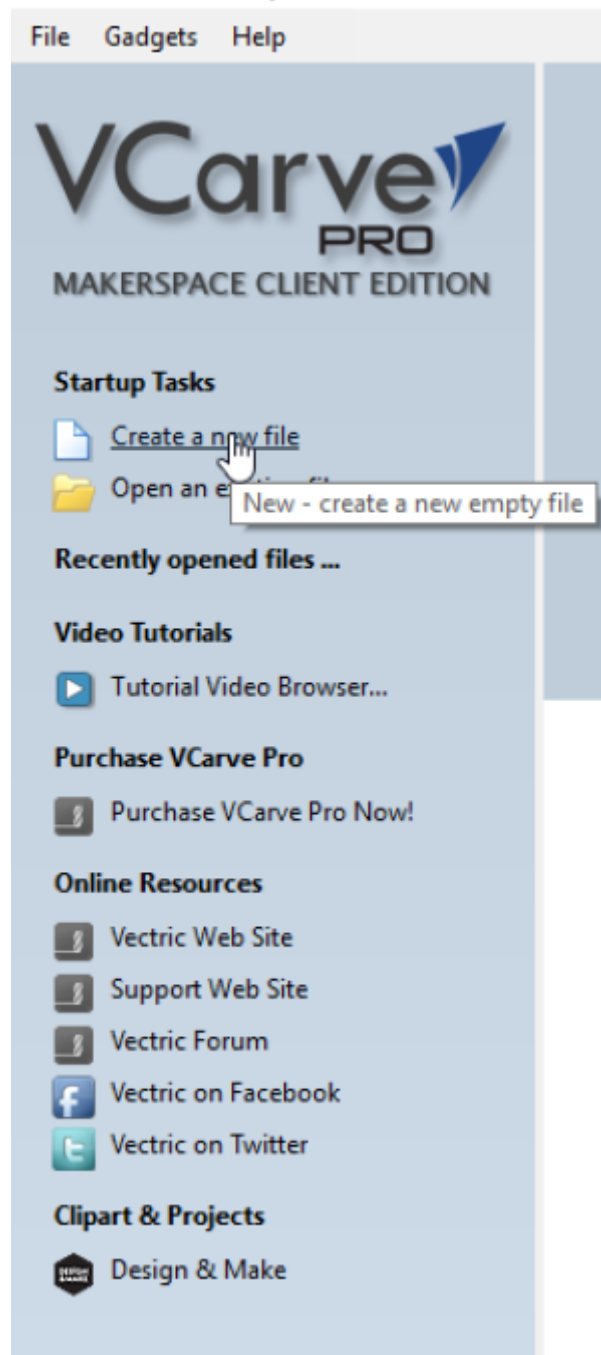 File Gadgets Help
VCarve
PRO
MAKERSPACE CLIENT EDITION
Startup Tasks
Create a new file
Open an
New - create a new empty file
Recently opened files ...
Video Tutorials
Tutorial Video Browser...
Purchase VCarve Pro
Purchase VCarve Pro Now!
Online Resources
Vectric Web Site
Support Web Site
Vectric Forum
Vectric on Facebook
Vectric on Twitter
Clipart & Projects
Design & Make